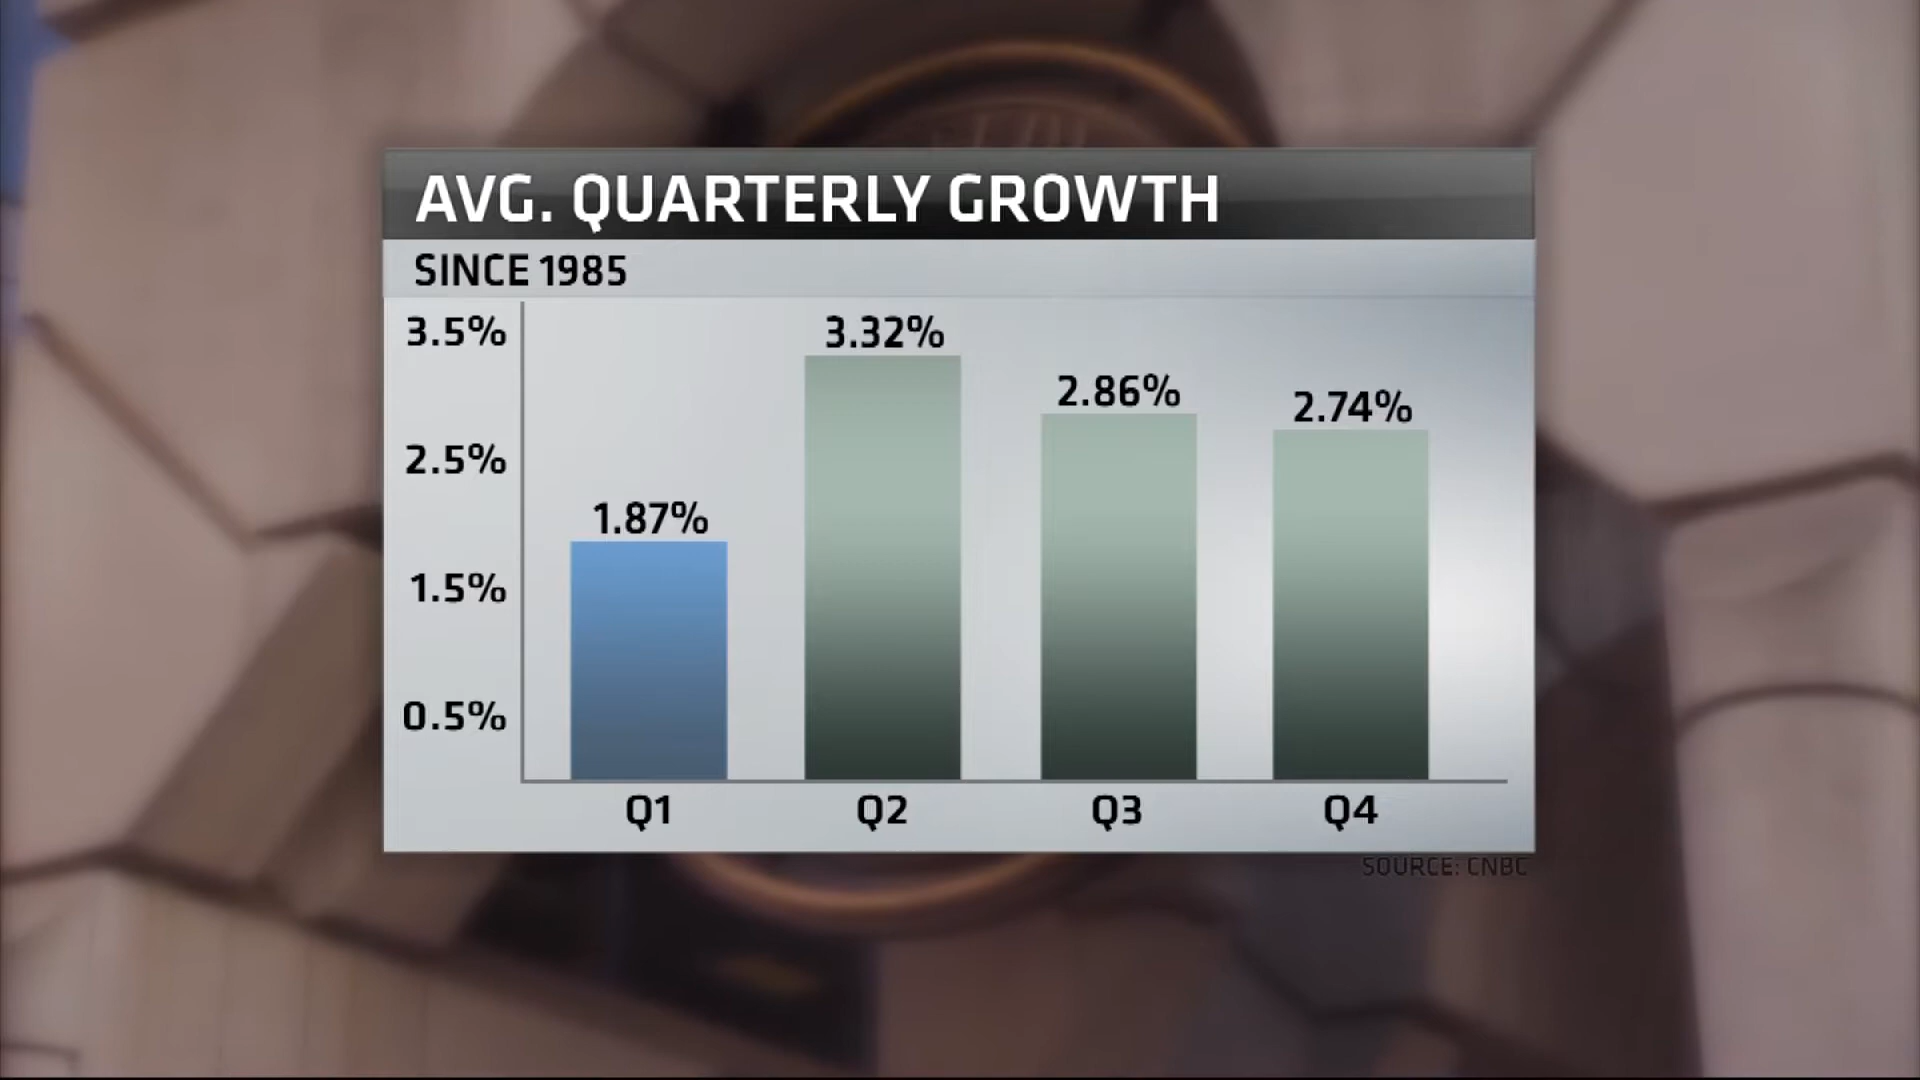 AVG. QUARTERLY GROWTH
SINCE 1985
3.5%
2.5%
1.5%
0.5%
1.87%
3.32%
2.86%
2.74%
Q1 Q2 Q3 Q4
SOURCE: CNBC